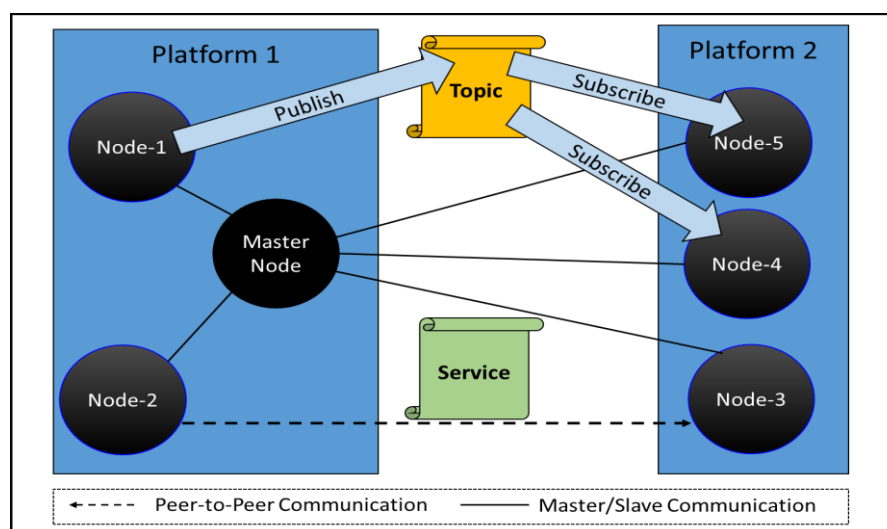 Platform 1
Platform 2
Publish
Topic
Subscribe
Subscribe
Node-1
Node-5
Master
Node
Node-4
Service
Node-2
Node-3
Peer-to-Peer Communication
Master/Slave Communication